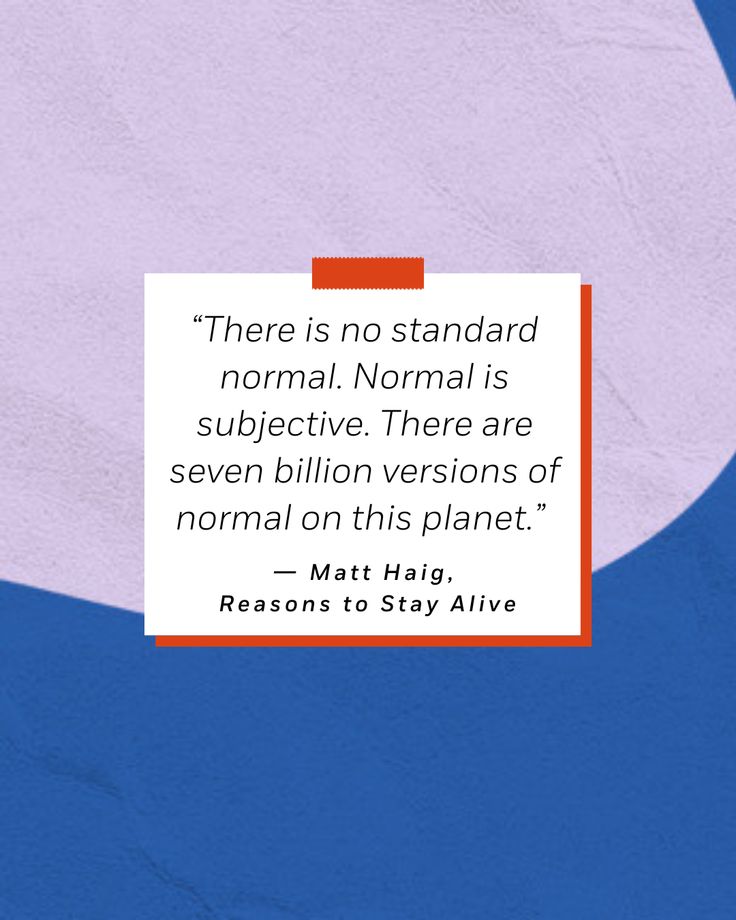 “There is no standard
normal. Normal is
subjective. There are
seven billion versions of
normal on this planet.”
— Matt Haig,
Reasons to Stay Alive